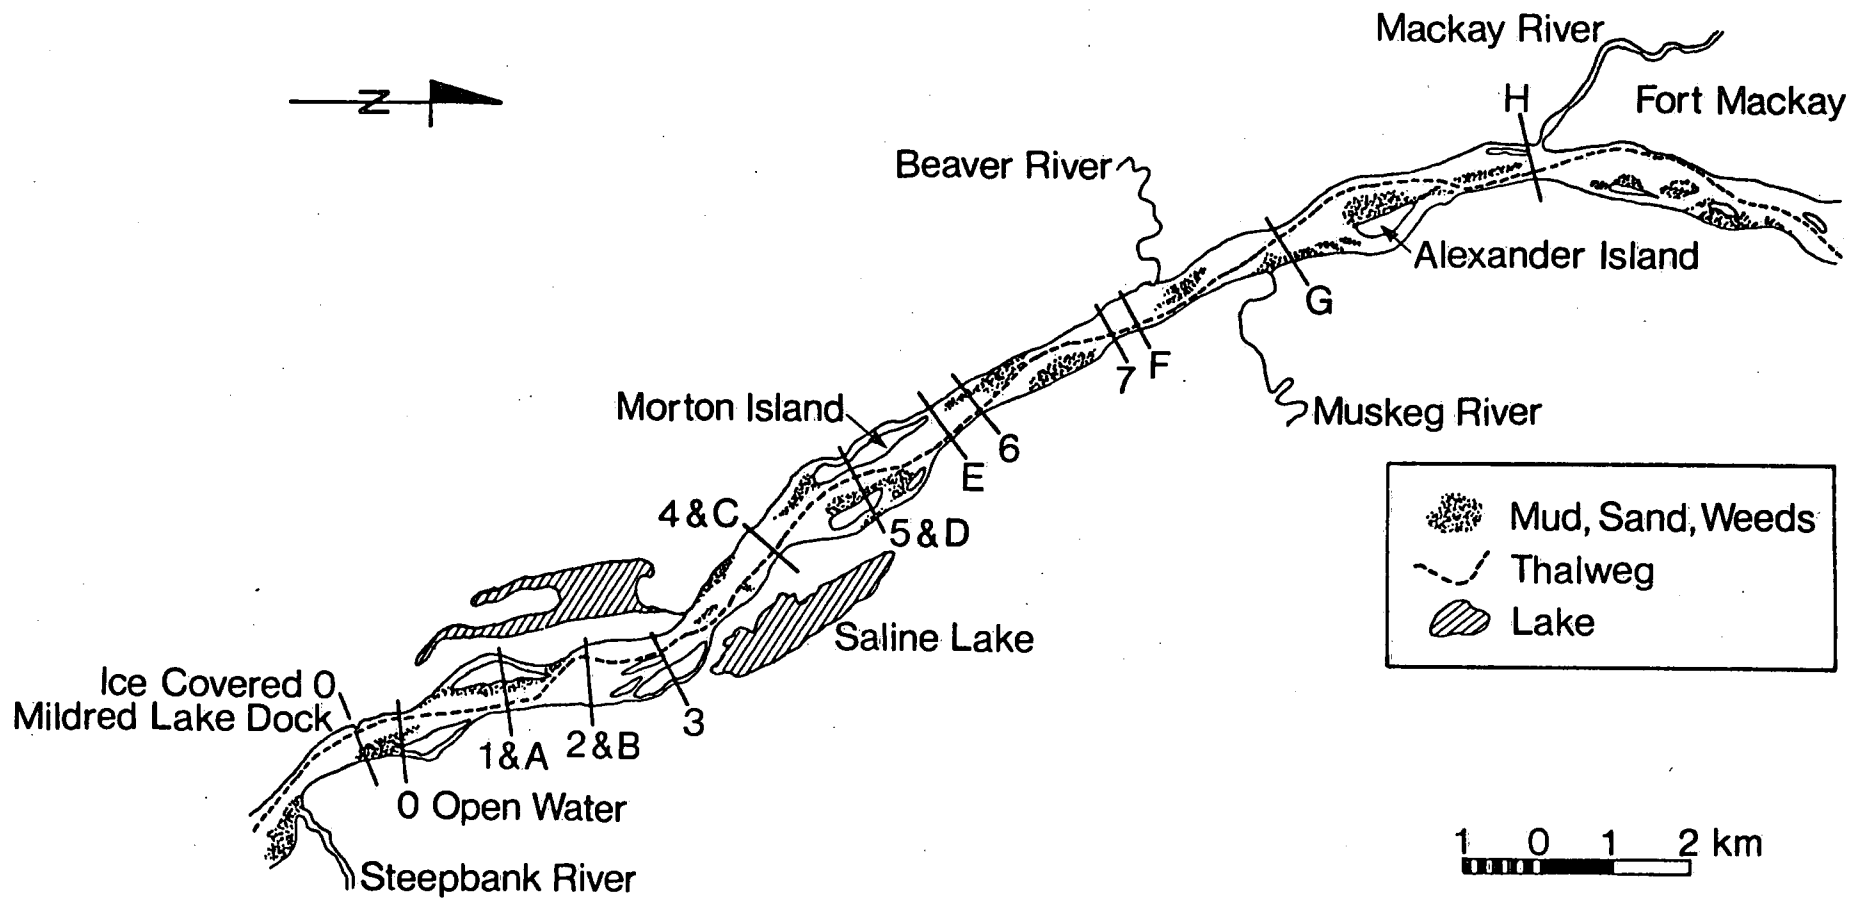 Mackay River
N
H
Fort Mackay
Beaver River
Alexander Island
G
7
F
Morton Island
Muskeg River
6
E
4 & C
5 & D
Mud, Sand, Weeds
Thalweg
Lake
Saline Lake
Ice Covered 0
Mildred Lake Dock
3
1 & A
2 & B
0 Open Water
Steepbank River
1 0 1 2 km